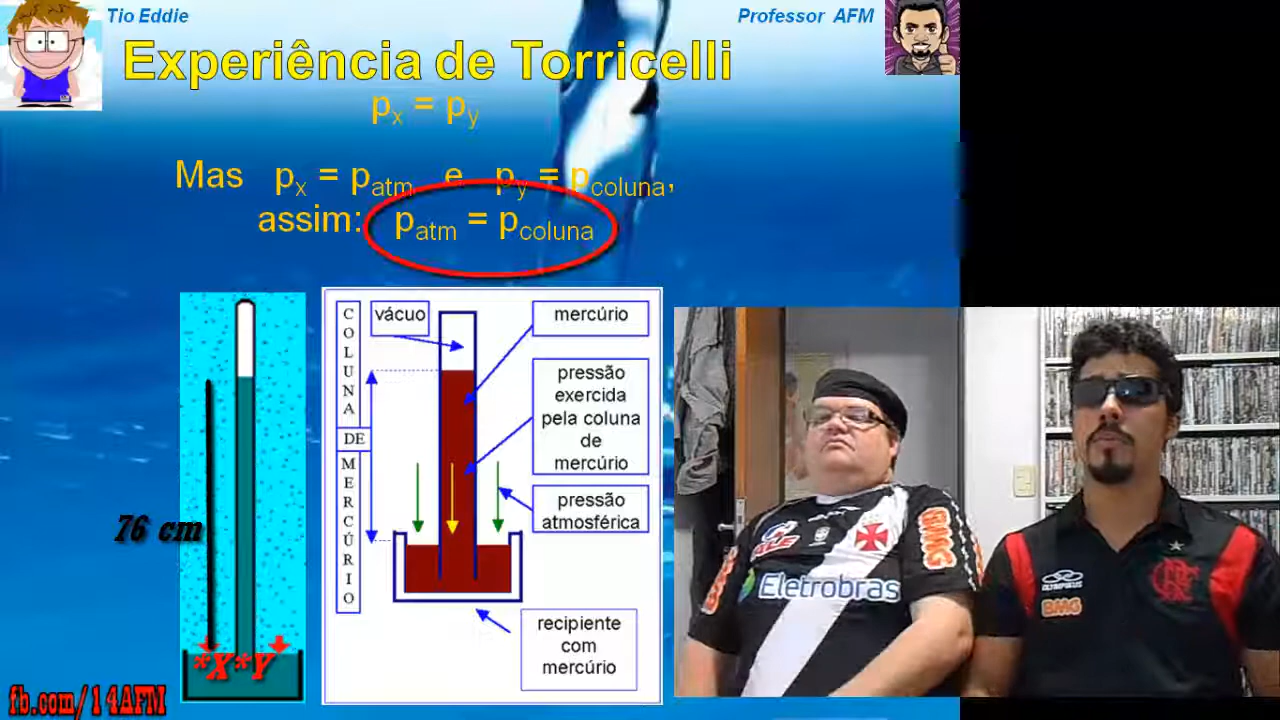 Tio Eddie
Professor AFM
Experiência de Torricelli
px = py
Mas px = patm e py = pcoluna,
assim: patm = pcoluna
76 cm
*X*Y
COLUNA
DE
MERCÚRIO
vácuo
mercúrio
pressão
exercida
pela coluna
de
mercúrio
pressão
atmosférica
recipiente
com
mercúrio
fb.com/14AFM
Eletrobras
BMG
OLYMPIKUS
BMG